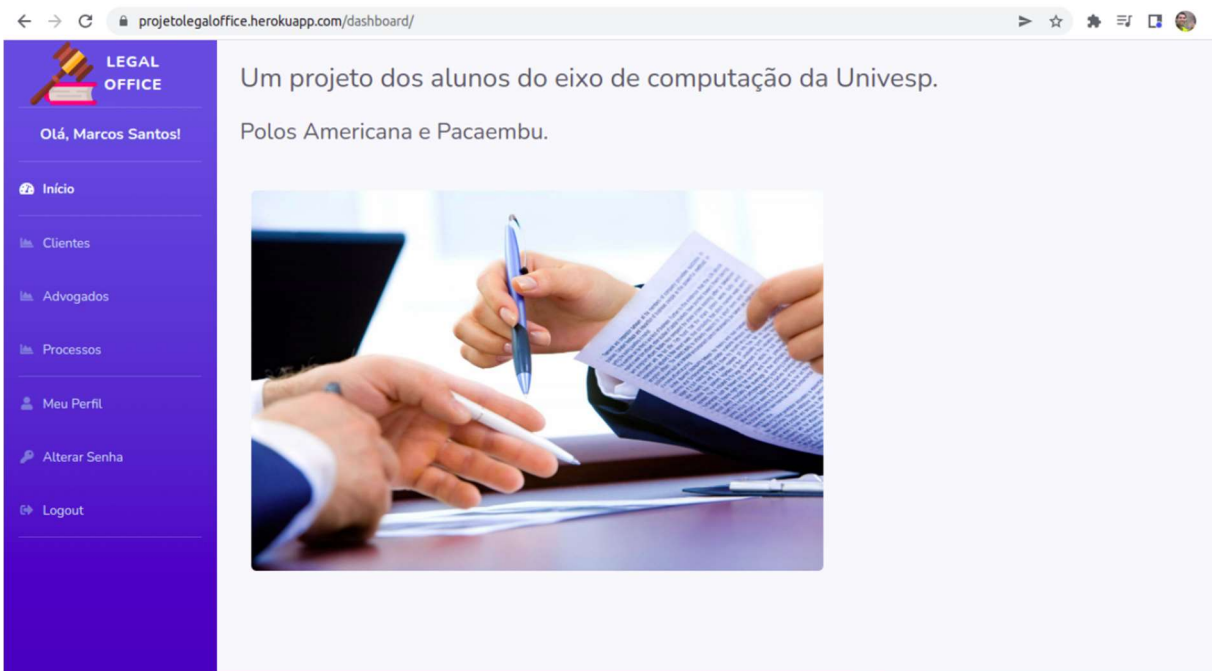 projetolegaloffice.herokuapp.com/dashboard/
LEGAL
OFFICE
Olá, Marcos Santos!
Início
Clientes
Advogados
Processos
Meu Perfil
Alterar Senha
Logout
Um projeto dos alunos do eixo de computação da Univesp.
Polos Americana e Pacaembu.